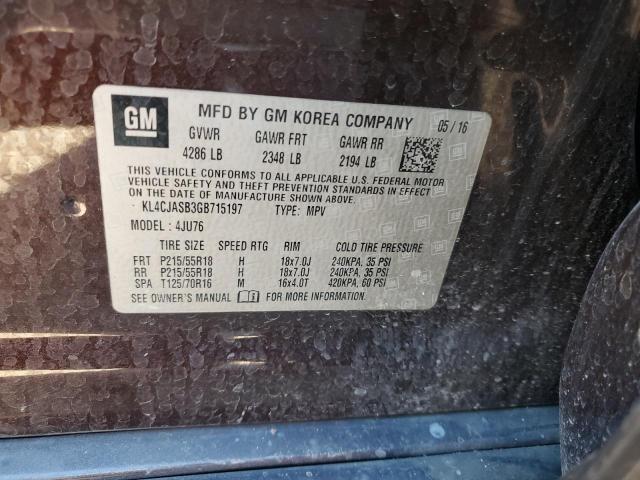 GM MFD BY GM KOREA COMPANY 05 / 16
GVWR GAWR FRT GAWR RR
4286 LB 2348 LB 2194 LB
THIS VEHICLE CONFORMS TO ALL APPLICABLE U.S. FEDERAL MOTOR
VEHICLE SAFETY AND THEFT PREVENTION STANDARDS IN EFFECT
ON THE DATE OF MANUFACTURE SHOWN ABOVE.
KL4CJASB3GB715197 TYPE: MPV
MODEL : 4JU76
TIRE SIZE SPEED RTG RIM COLD TIRE PRESSURE
FRT P215/55R18 H 18x7.0J 240KPA, 35 PSI
RR P215/55R18 H 18x7.0J 240KPA, 35 PSI
SPA T125/70R16 M 16x4.0T 420KPA, 60 PSI
SEE OWNER'S MANUAL FOR MORE INFORMATION.